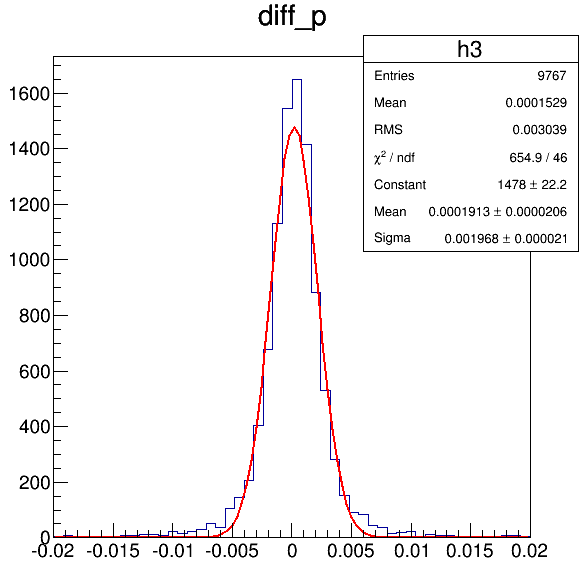 diff_p
h3
Entries 9767
Mean 0.0001529
RMS 0.003039
χ² / ndf 654.9 / 46
Constant 1478 ± 22.2
Mean 0.0001913 ± 0.0000206
Sigma 0.001968 ± 0.000021
1600
1400
1200
1000
800
600
400
200
0
-0.02 -0.015 -0.01 -0.005 0 0.005 0.01 0.015 0.02